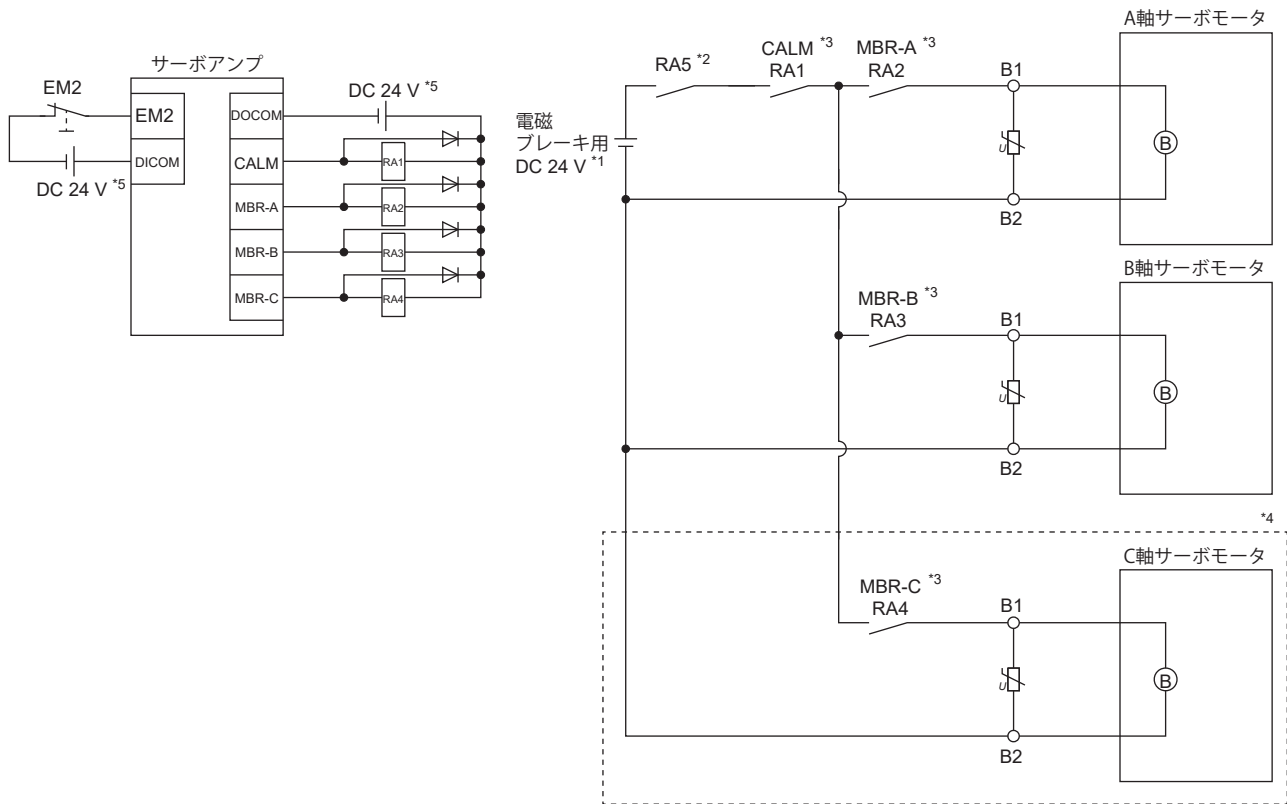 サーボアンプ
EM2
EM2
DICOM
DC 24 V *5
DOCOM
CALM
MBR-A
MBR-B
MBR-C
DC 24 V *5
RA1
RA2
RA3
RA4
電磁
ブレーキ用
DC 24 V *1
RA5 *2
CALM *3
RA1
MBR-A *3
RA2
B1
U
B2
A軸サーボモータ
B
MBR-B *3
RA3
B1
U
B2
B軸サーボモータ
B
*4
MBR-C *3
RA4
B1
U
B2
C軸サーボモータ
B